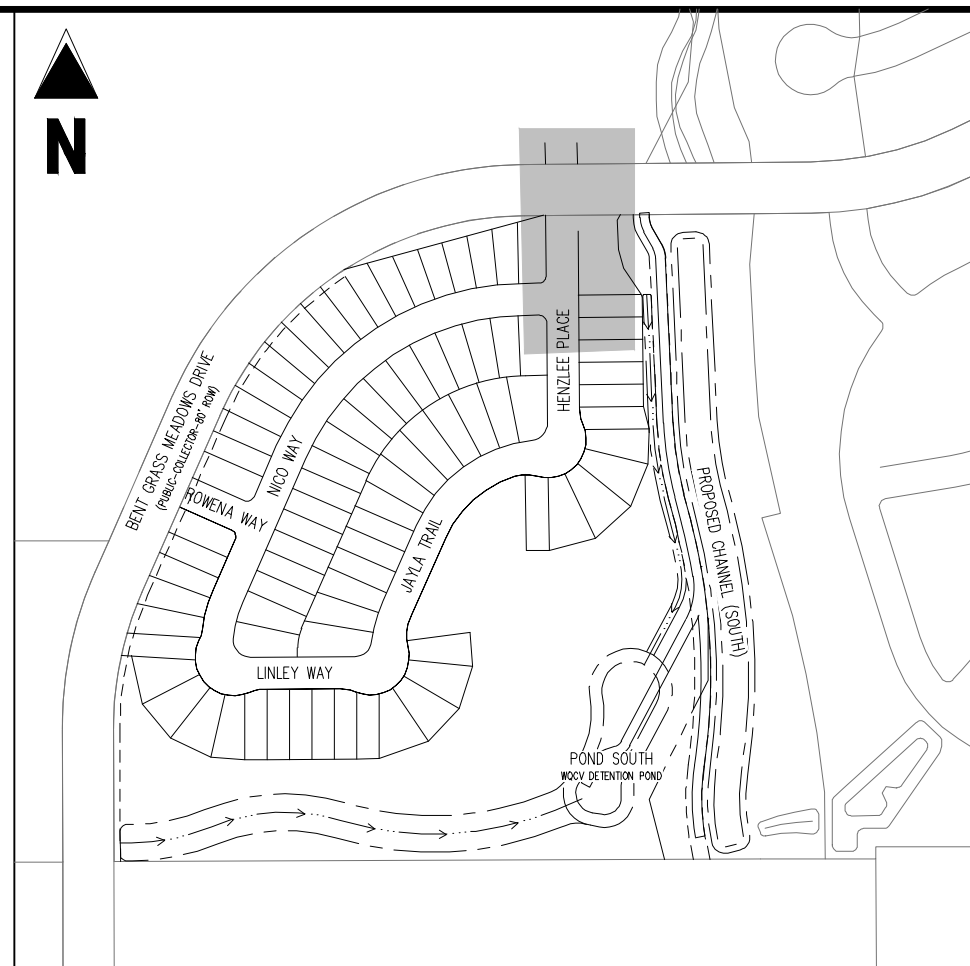 N
HENZLEE PLACE
BENT GRASS MEADOWS DRIVE
(PUBLIC-COLLECTOR-80' ROW)
NICO WAY
ROWENA WAY
JAYLA TRAIL
PROPOSED CHANNEL (SOUTH)
LINLEY WAY
POND SOUTH
WQCV DETENTION POND